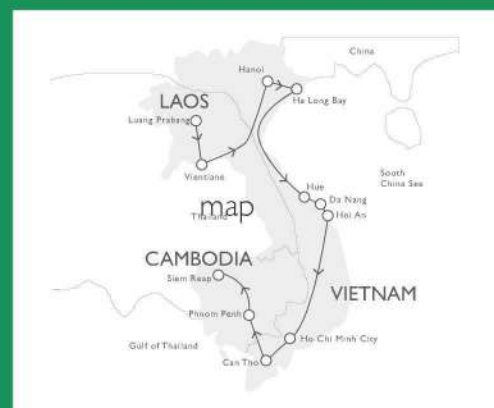 China
Hanoi
Ha Long Bay
LAOS
Luang Prabang
Vientiane
South
China Sea
Hue
Da Nang
Hoi An
map
Thailand
CAMBODIA
Siem Reap
VIETNAM
Phnom Penh
Ho Chi Minh City
Gulf of Thailand
Can Tho